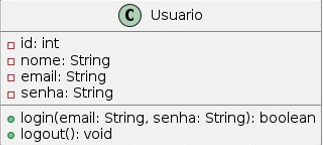 C Usuario
id: int
nome: String
email: String
senha: String
login(email: String, senha: String): boolean
logout(): void